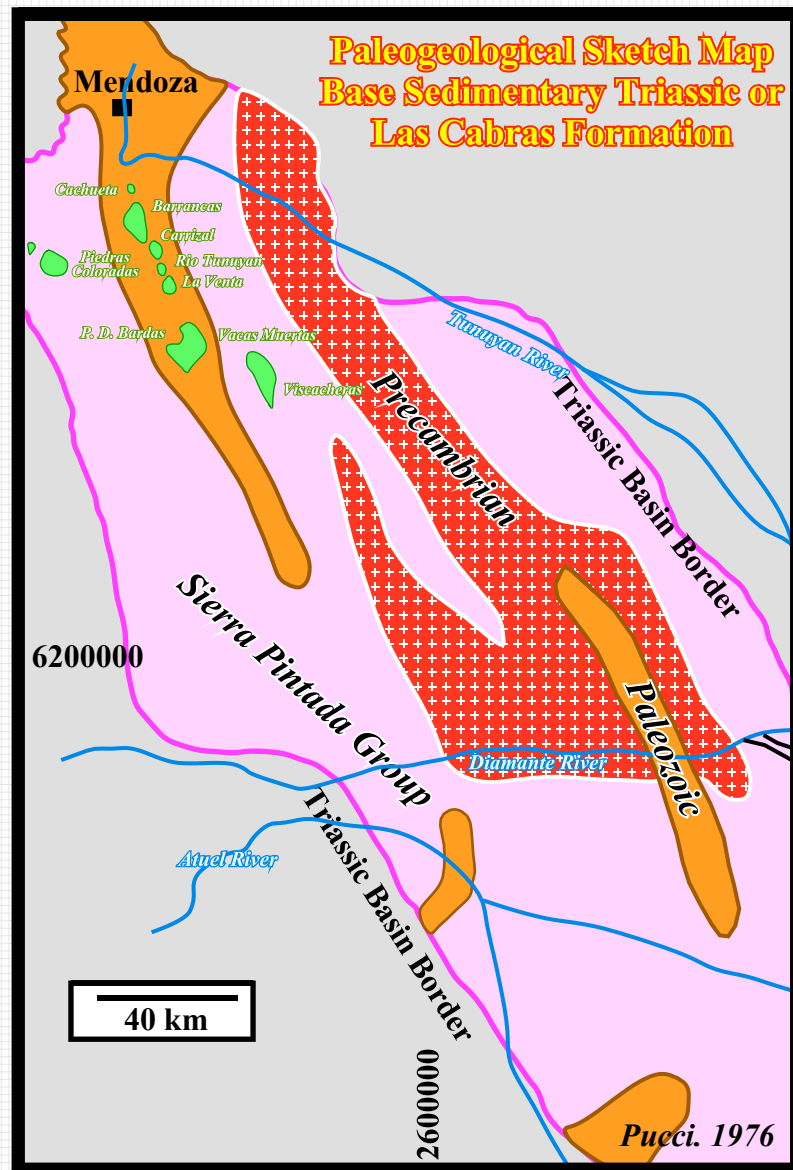 Paleogeological Sketch Map
Base Sedimentary Triassic or
Las Cabras Formation
Mendoza
Cachueta
Barrancas
Carrizal
Piedras
Coloradas
Rio Tunuyan
La Venta
P. D. Bardas
Vacas Muertas
Viscacheras
Tunuyan River
Precambrian
Triassic Basin Border
Sierra Pintada Group
6200000
Paleozoic
Diamante River
Triassic Basin Border
Atuel River
40 km
2600000
Pucci. 1976